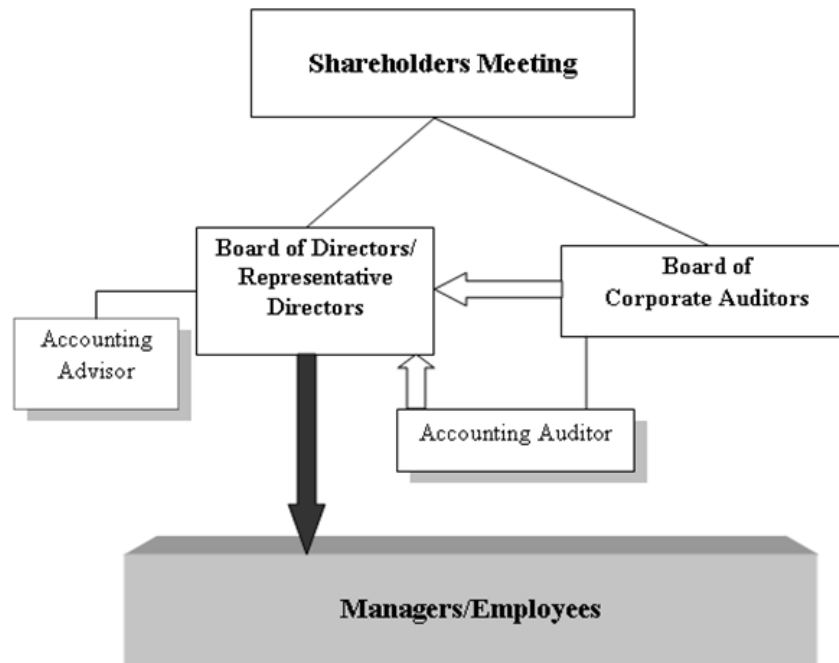 Shareholders Meeting
Board of Directors/
Representative
Directors
Board of
Corporate Auditors
Accounting
Advisor
Accounting Auditor
Managers/Employees